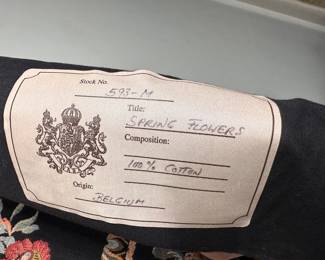 Stock No.
593-M
Title:
SPRING FLOWERS
Composition:
100% COTTON
Origin:
BELGIUM